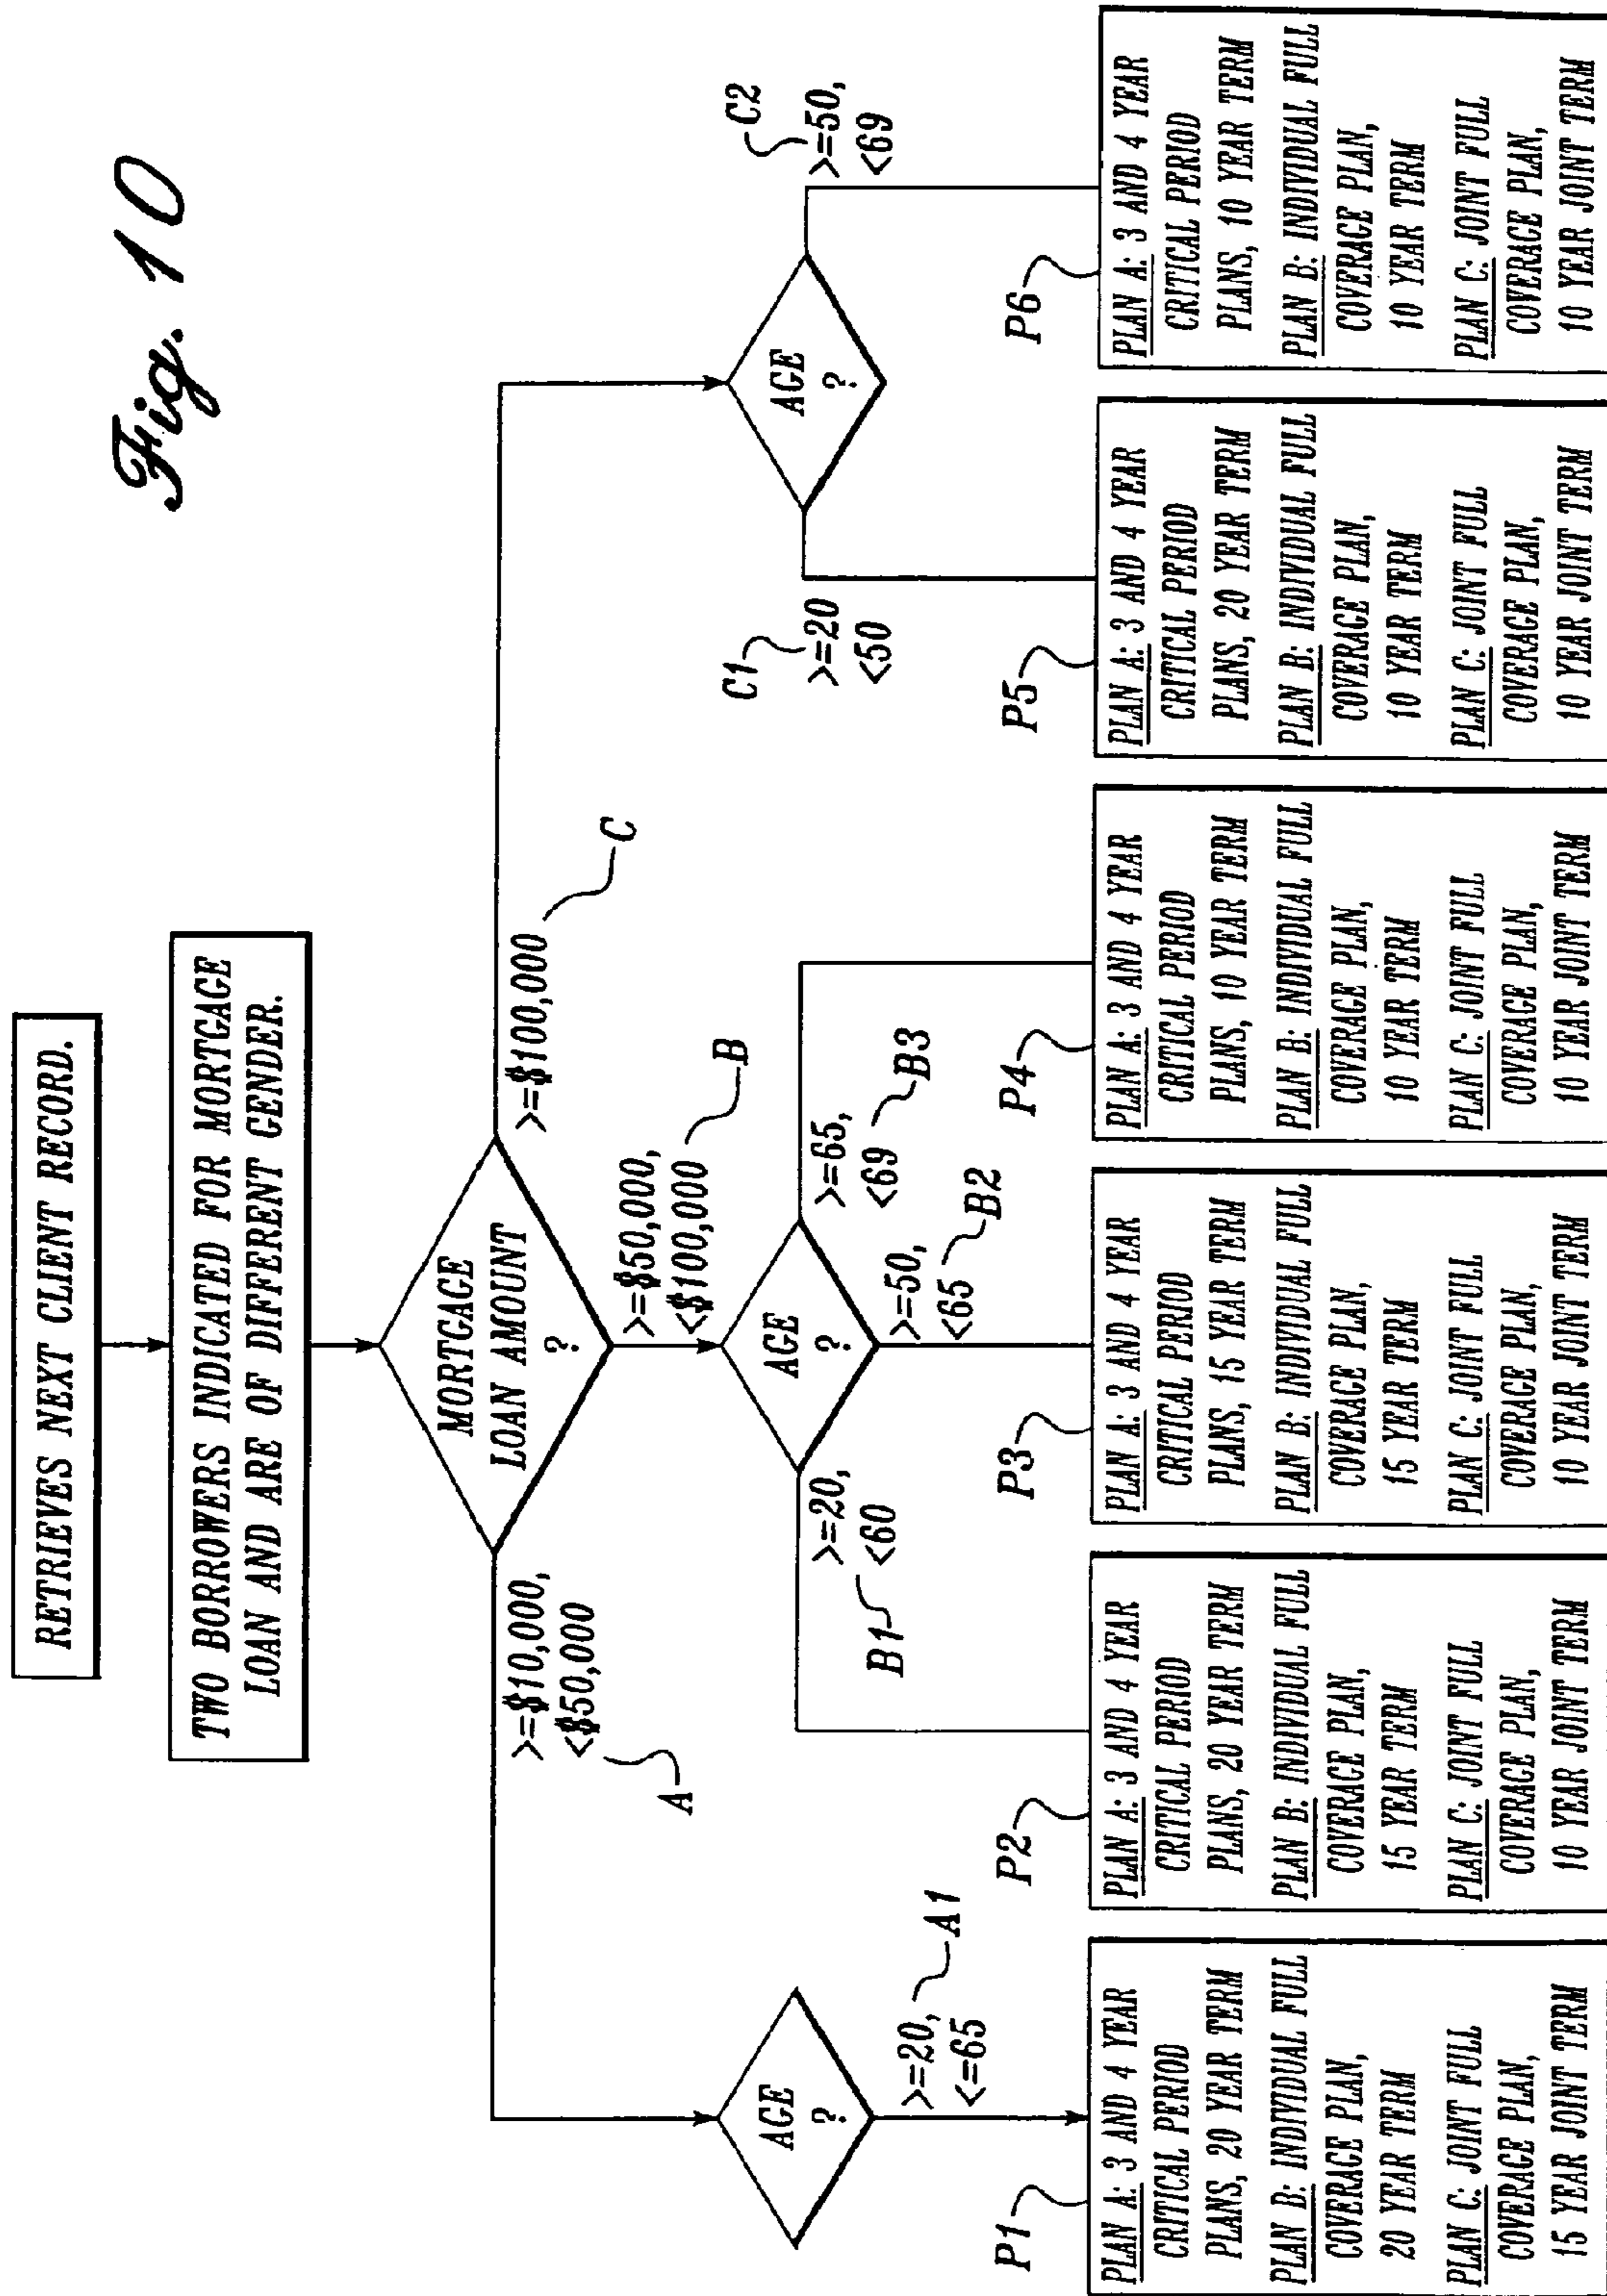 Fig. 10
RETRIEVES NEXT CLIENT RECORD.
TWO BORROWERS INDICATED FOR MORTGAGE
LOAN AND ARE OF DIFFERENT GENDER.
MORTGAGE
LOAN AMOUNT
?
>=$10,000,
<$50,000
A
>=$50,000,
<$100,000
B
>=$100,000
C
AGE
?
>=20,
<=65
A1
AGE
?
>=20,
<60
B1
>=50,
<65
B2
>=65,
<69
B3
AGE
?
C1
>=20
<50
C2
>=50,
<69
P1
PLAN A: 3 AND 4 YEAR
CRITICAL PERIOD
PLANS, 20 YEAR TERM
PLAN B: INDIVIDUAL FULL
COVERAGE PLAN,
20 YEAR TERM
PLAN C: JOINT FULL
COVERAGE PLAN,
15 YEAR JOINT TERM
P2
PLAN A: 3 AND 4 YEAR
CRITICAL PERIOD
PLANS, 20 YEAR TERM
PLAN B: INDIVIDUAL FULL
COVERAGE PLAN,
15 YEAR TERM
PLAN C: JOINT FULL
COVERAGE PLAN,
10 YEAR JOINT TERM
P3
PLAN A: 3 AND 4 YEAR
CRITICAL PERIOD
PLANS, 15 YEAR TERM
PLAN B: INDIVIDUAL FULL
COVERAGE PLAN,
15 YEAR TERM
PLAN C: JOINT FULL
COVERAGE PLAN,
10 YEAR JOINT TERM
P4
PLAN A: 3 AND 4 YEAR
CRITICAL PERIOD
PLANS, 10 YEAR TERM
PLAN B: INDIVIDUAL FULL
COVERAGE PLAN,
10 YEAR TERM
PLAN C: JOINT FULL
COVERAGE PLAN,
10 YEAR JOINT TERM
P5
PLAN A: 3 AND 4 YEAR
CRITICAL PERIOD
PLANS, 20 YEAR TERM
PLAN B: INDIVIDUAL FULL
COVERAGE PLAN,
10 YEAR TERM
PLAN C: JOINT FULL
COVERAGE PLAN,
10 YEAR JOINT TERM
P6
PLAN A: 3 AND 4 YEAR
CRITICAL PERIOD
PLANS, 10 YEAR TERM
PLAN B: INDIVIDUAL FULL
COVERAGE PLAN,
10 YEAR TERM
PLAN C: JOINT FULL
COVERAGE PLAN,
10 YEAR JOINT TERM